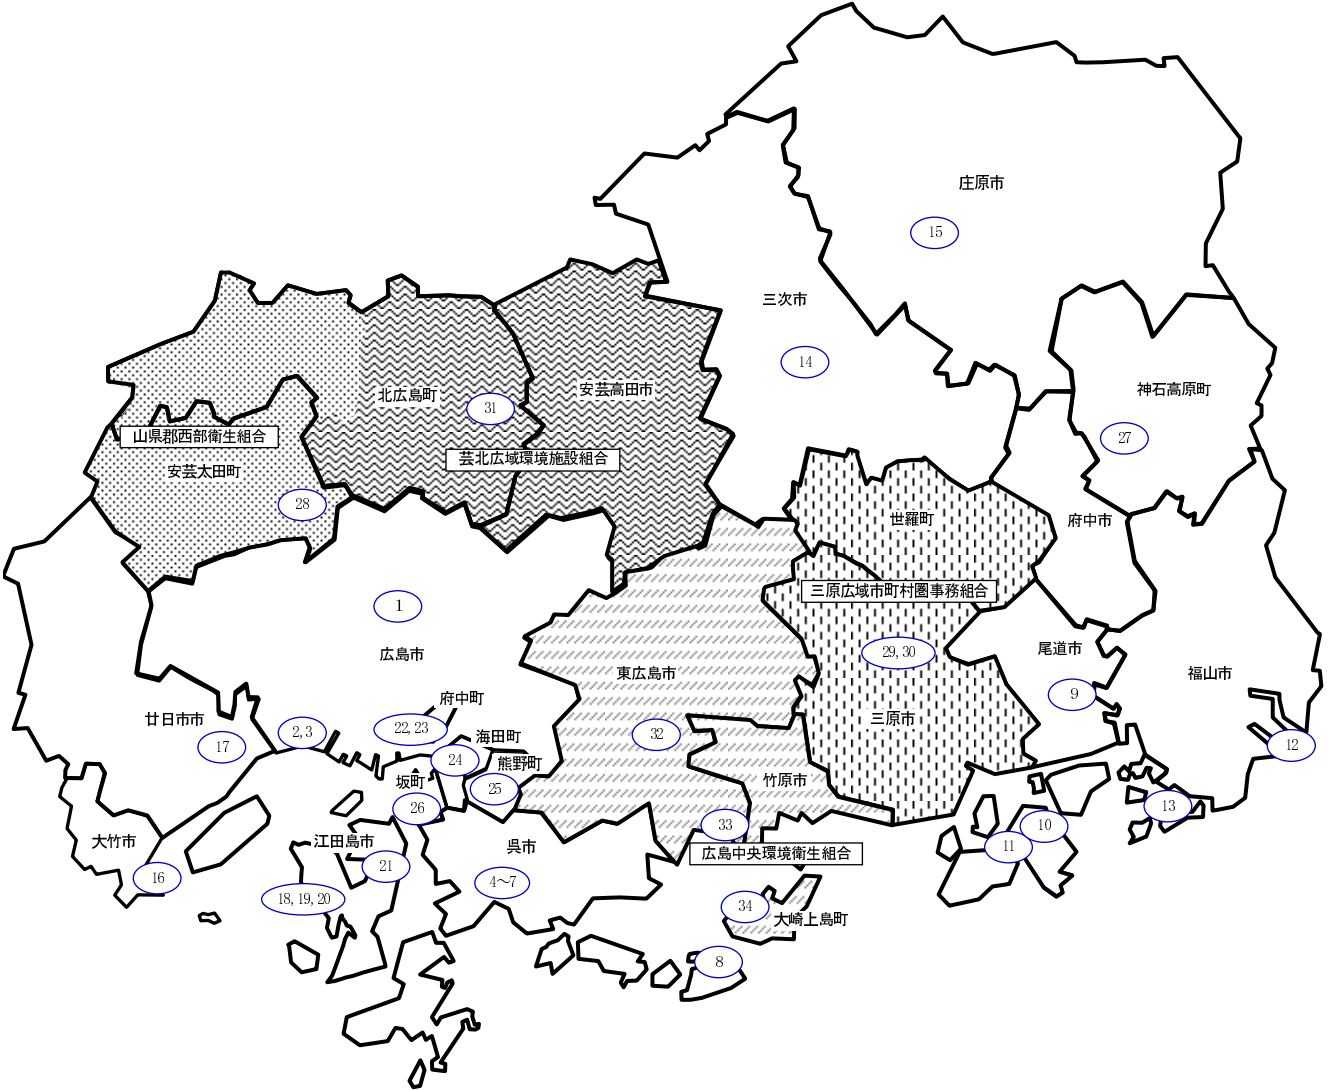 庄原市
15
三次市
14
神石高原町
27
北広島町
31
安芸高田市
山県郡西部衛生組合
芸北広域環境施設組合
安芸太田町
28
世羅町
府中市
三原広域市町村圏事務組合
1
広島市
29, 30
尾道市
東広島市
福山市
9
府中町
三原市
廿日市市
17
2, 3
22, 23
海田町
32
12
24
熊野町
坂町
25
竹原市
26
13
大竹市
江田島市
呉市
33
10
11
広島中央環境衛生組合
16
21
4～7
18, 19, 20
34
大崎上島町
8